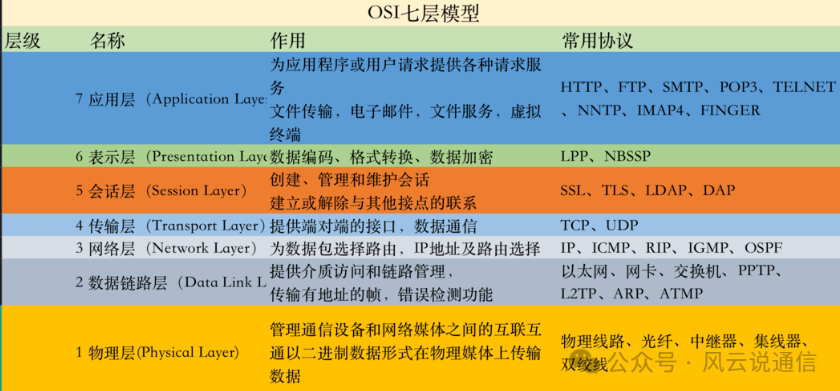 OSI七层模型
层级 名称 作用 常用协议
为应用程序或用户请求提供各种请求服
务
7 应用层（Application Laye
文件传输，电子邮件，文件服务，虚拟
终端
HTTP、FTP、SMTP、POP3、TELNET
、NNTP、IMAP4、FINGER
6 表示层（Presentation Laye 数据编码、格式转换、数据加密 LPP、NBSSP
5 会话层（Session Layer）
创建、管理和维护会话
建立或解除与其他接点的联系
SSL、TLS、LDAP、DAP
4 传输层（Transport Layer） 提供端对端的接口，数据通信 TCP、UDP
3 网络层（Network Layer） 为数据包选择路由，IP地址及路由选择 IP、ICMP、RIP、IGMP、OSPF
2 数据链路层（Data Link L
提供介质访问和链路管理，
传输有地址的帧，错误检测功能
以太网、网卡、交换机、PPTP、
L2TP、ARP、ATMP
1 物理层(Physical Layer)
管理通信设备和网络媒体之间的互联互
通以二进制数据形式在物理媒体上传输
数据
物理线路、光纤、中继器、集线器、
双绞线
公众号·风云说通信